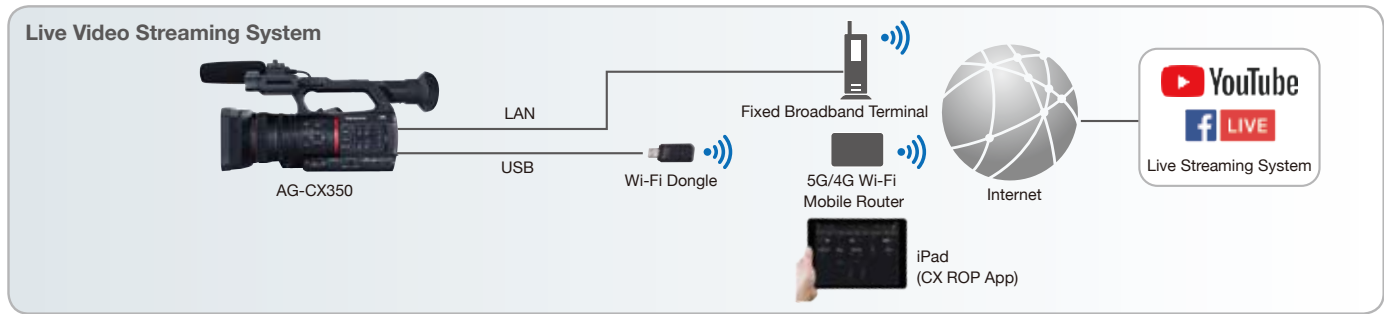 Live Video Streaming System
LAN
USB
AG-CX350
Wi-Fi Dongle
Fixed Broadband Terminal
5G/4G Wi-Fi
Mobile Router
iPad
(CX ROP App)
Internet
YouTube
f LIVE
Live Streaming System